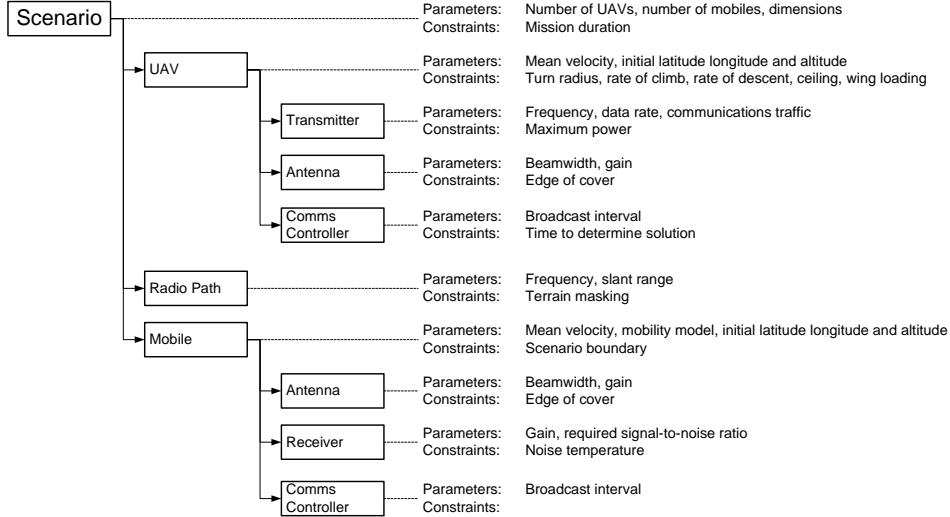 Scenario
Parameters: Number of UAVs, number of mobiles, dimensions
Constraints: Mission duration
UAV
Parameters: Mean velocity, initial latitude longitude and altitude
Constraints: Turn radius, rate of climb, rate of descent, ceiling, wing loading
Transmitter
Parameters: Frequency, data rate, communications traffic
Constraints: Maximum power
Antenna
Parameters: Beamwidth, gain
Constraints: Edge of cover
Comms
Controller
Parameters: Broadcast interval
Constraints: Time to determine solution
Radio Path
Parameters: Frequency, slant range
Constraints: Terrain masking
Mobile
Parameters: Mean velocity, mobility model, initial latitude longitude and altitude
Constraints: Scenario boundary
Antenna
Parameters: Beamwidth, gain
Constraints: Edge of cover
Receiver
Parameters: Gain, required signal-to-noise ratio
Constraints: Noise temperature
Comms
Controller
Parameters: Broadcast interval
Constraints: